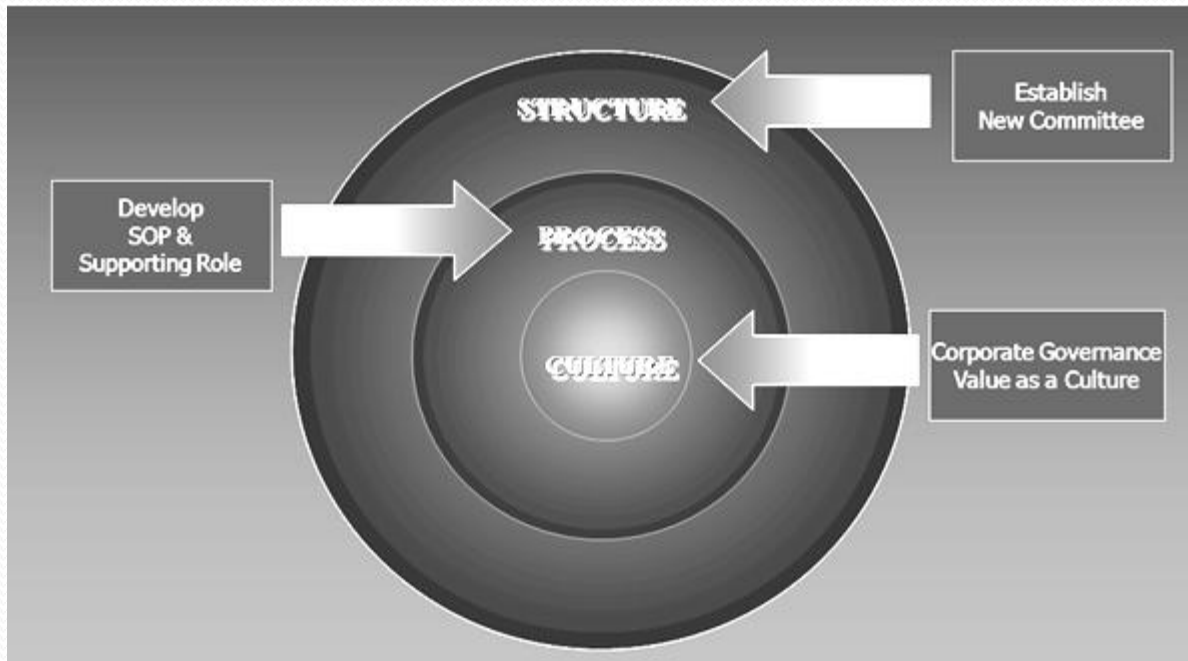 STRUCTURE
Establish
New Committee
Develop
SOP &
Supporting Role
PROCESS
CULTURE
Corporate Governance
Value as a Culture